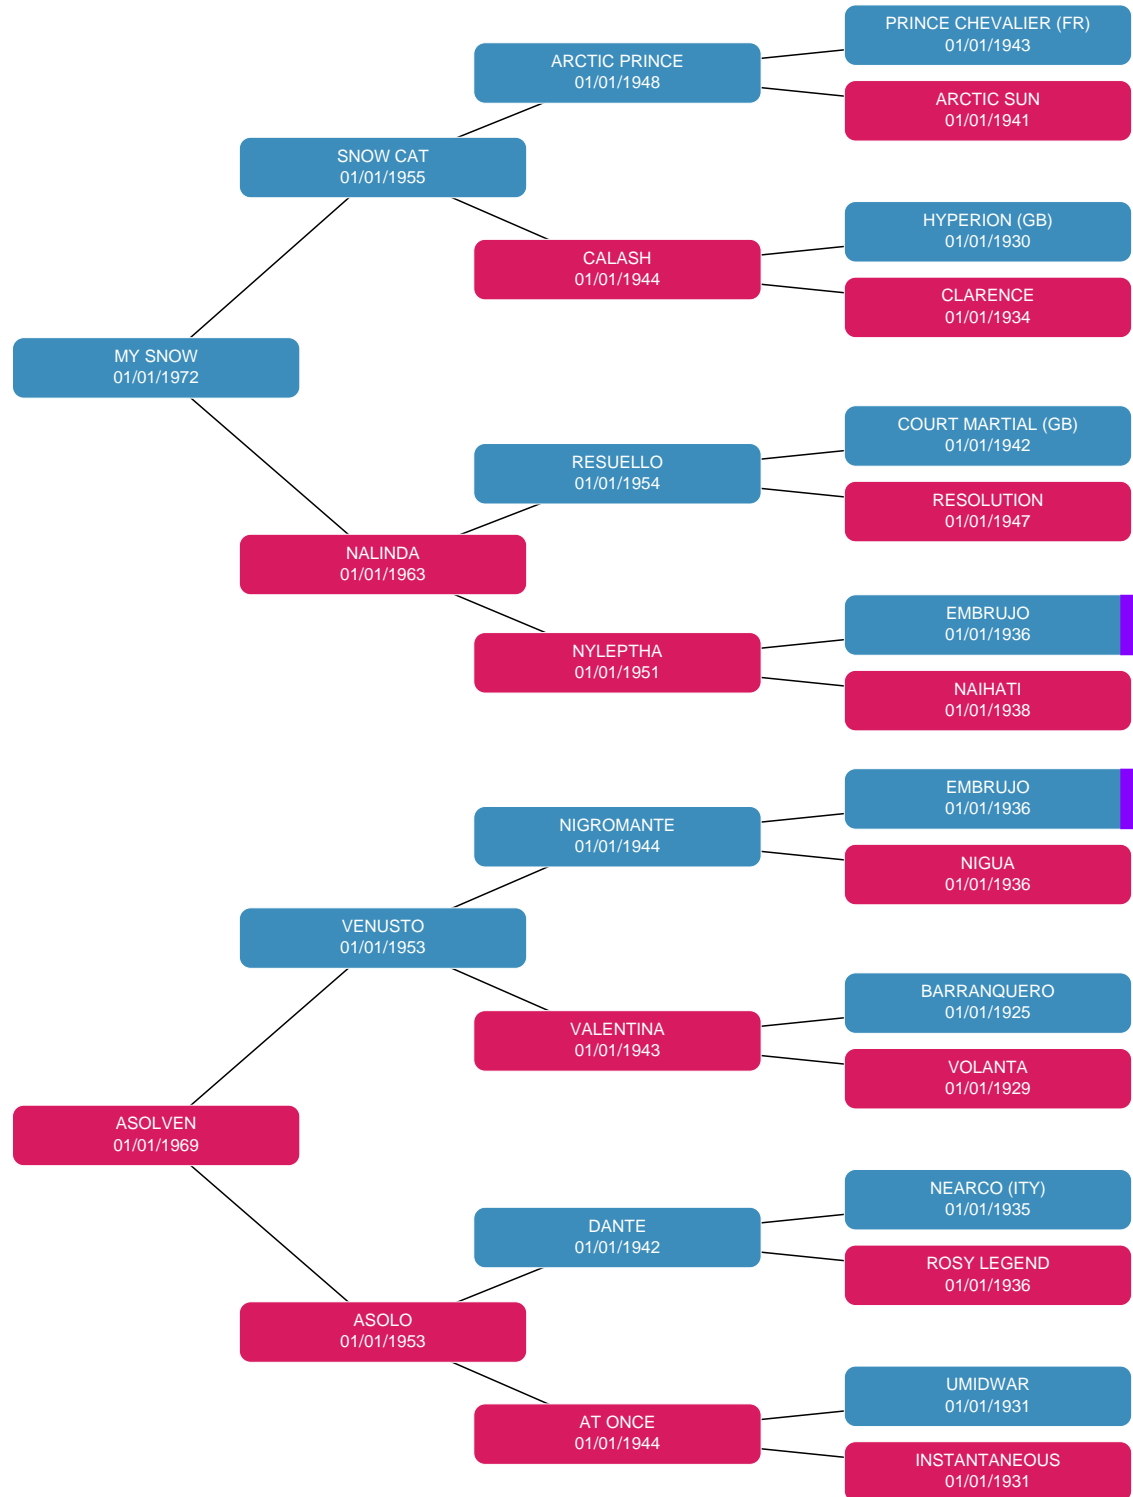 PRINCE CHEVALIER (FR)
01/01/1943
ARCTIC PRINCE
01/01/1948
ARCTIC SUN
01/01/1941
SNOW CAT
01/01/1955
HYPERION (GB)
01/01/1930
CALASH
01/01/1944
CLARENCE
01/01/1934
MY SNOW
01/01/1972
COURT MARTIAL (GB)
01/01/1942
RESUELLO
01/01/1954
RESOLUTION
01/01/1947
NALINDA
01/01/1963
EMBRUJO
01/01/1936
NYLEPTHA
01/01/1951
NAIHATI
01/01/1938
EMBRUJO
01/01/1936
NIGROMANTE
01/01/1944
NIGUA
01/01/1936
VENUSTO
01/01/1953
BARRANQUERO
01/01/1925
VALENTINA
01/01/1943
VOLANTA
01/01/1929
ASOLVEN
01/01/1969
NEARCO (ITY)
01/01/1935
DANTE
01/01/1942
ROSY LEGEND
01/01/1936
ASOLO
01/01/1953
UMIDWAR
01/01/1931
AT ONCE
01/01/1944
INSTANTANEOUS
01/01/1931